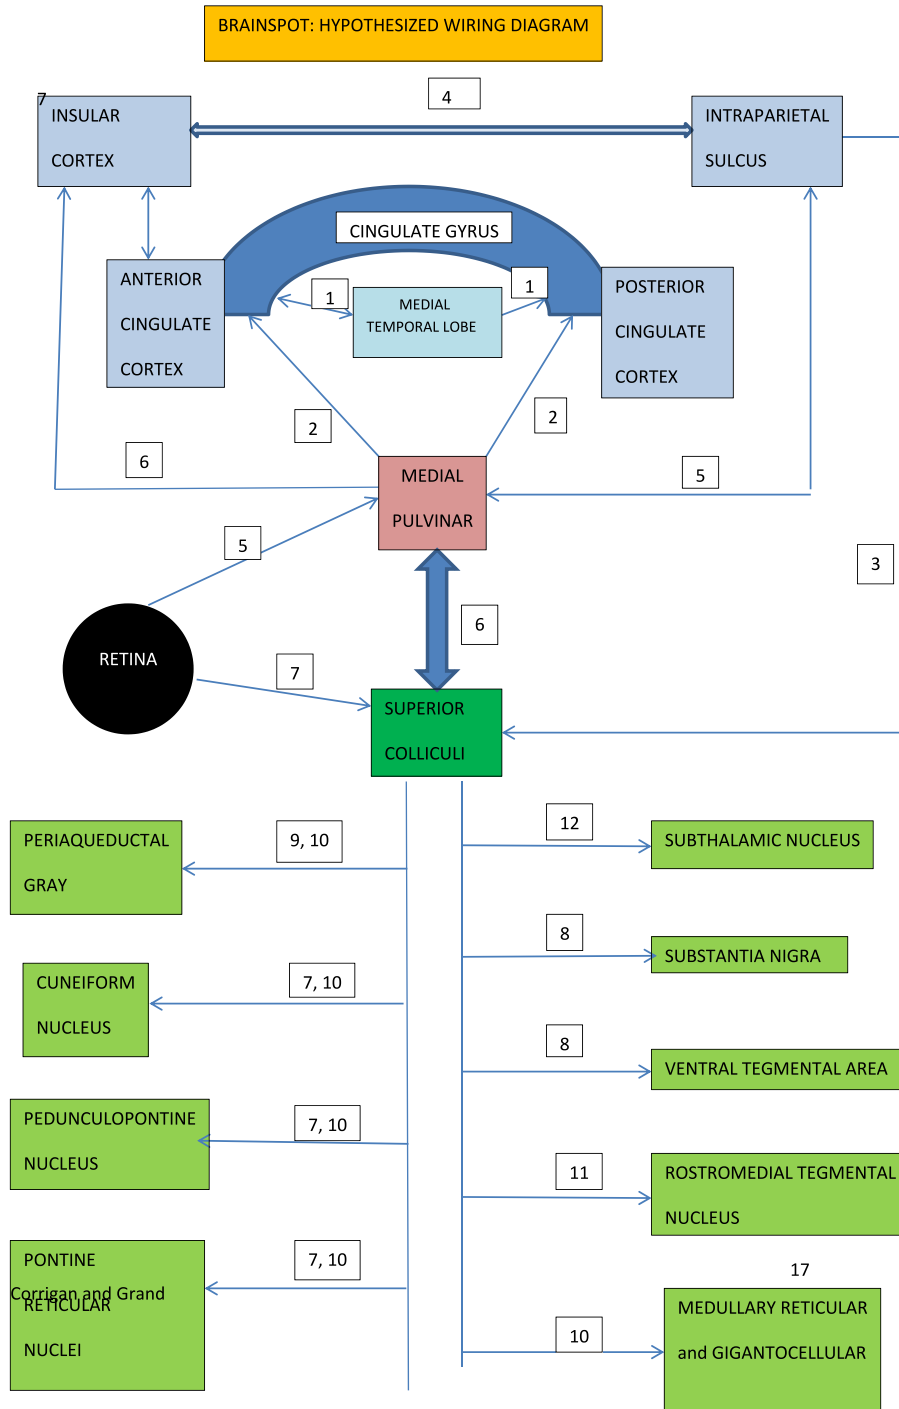 BRAINSPOT: HYPOTHESIZED WIRING DIAGRAM
7
4
INSULAR
CORTEX
INTRAPARIETAL
SULCUS
CINGULATE GYRUS
ANTERIOR
CINGULATE
CORTEX
1
MEDIAL
TEMPORAL LOBE
1
POSTERIOR
CINGULATE
CORTEX
2
2
6
MEDIAL
PULVINAR
5
5
3
6
RETINA
7
SUPERIOR
COLLICULI
PERIAQUEDUCTAL
GRAY
9, 10
12
SUBTHALAMIC NUCLEUS
8
SUBSTANTIA NIGRA
CUNEIFORM
NUCLEUS
7, 10
8
VENTRAL TEGMENTAL AREA
PEDUNCULOPONTINE
NUCLEUS
7, 10
11
ROSTROMEDIAL TEGMENTAL
NUCLEUS
PONTINE
RETICULAR
NUCLEI
7, 10
Corrigan and Grand
17
10
MEDULLARY RETICULAR
and GIGANTOCELLULAR